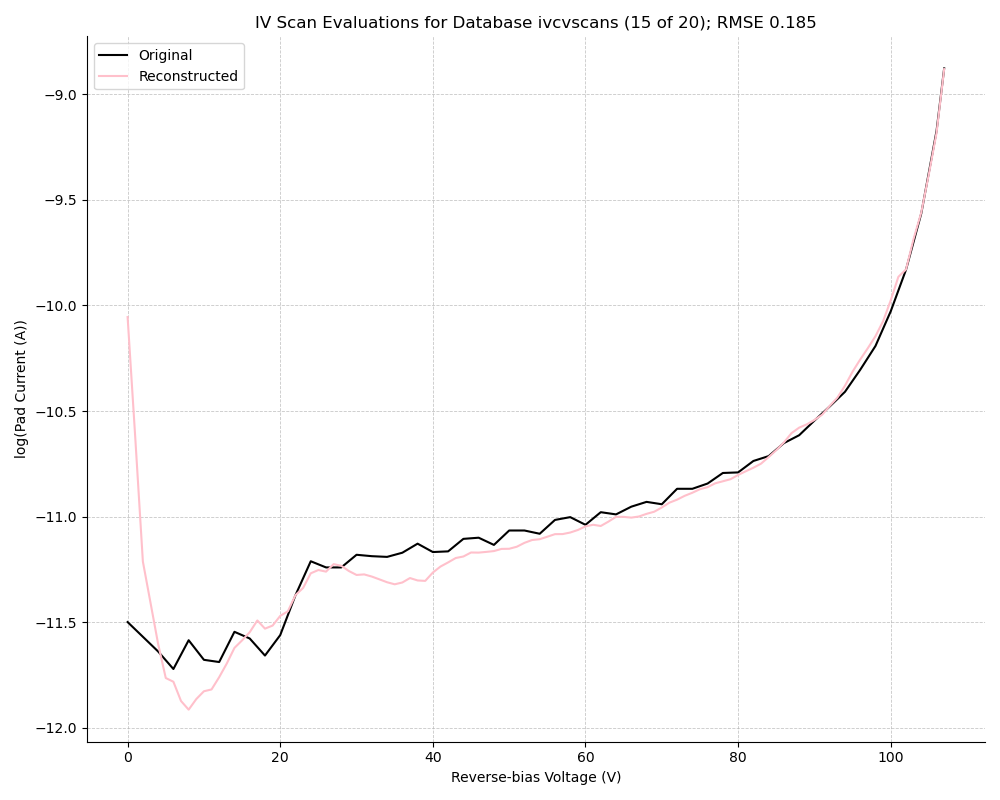 IV Scan Evaluations for Database ivcvscans (15 of 20); RMSE 0.185
Original
Reconstructed
log(Pad Current (A))
−9.0
−9.5
−10.0
−10.5
−11.0
−11.5
−12.0
0 20 40 60 80 100
Reverse-bias Voltage (V)